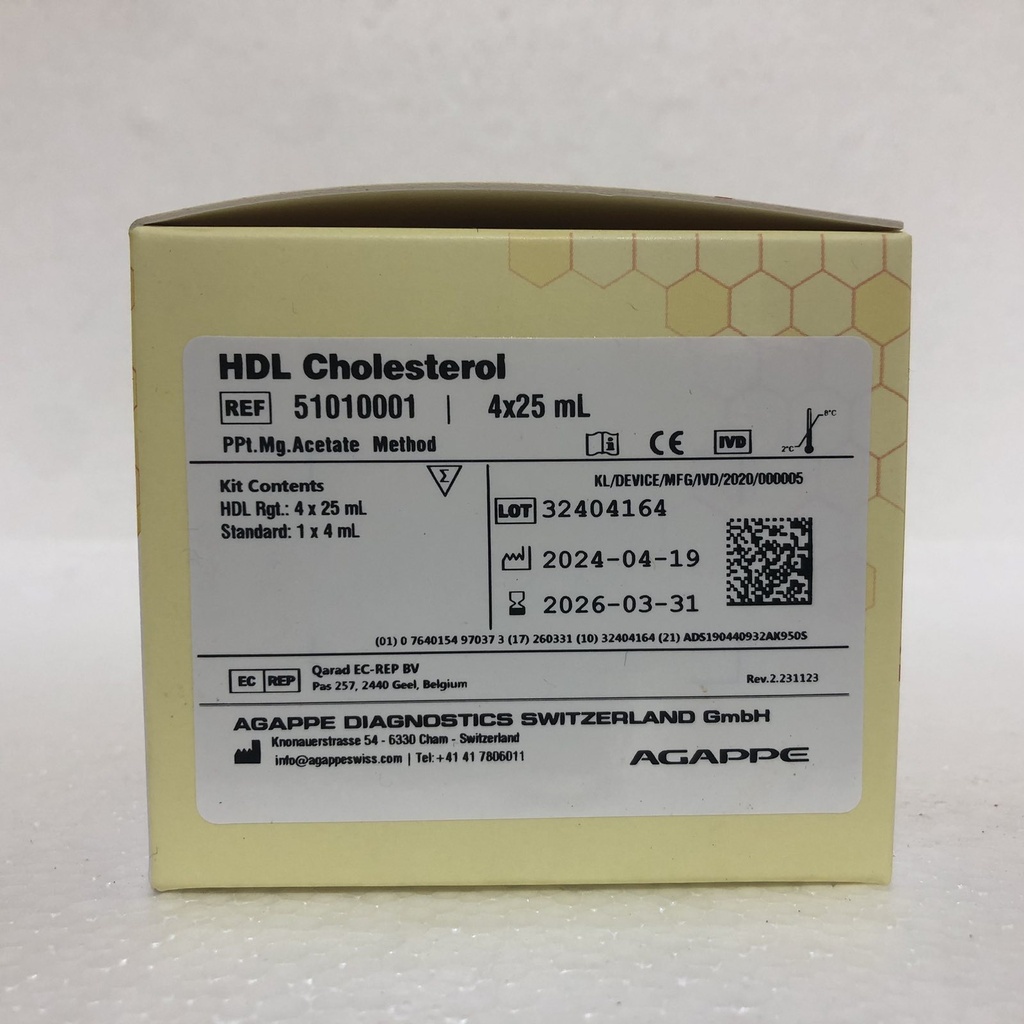 HDL Cholesterol
REF 51010001 | 4x25 mL
PPt.Mg.Acetate Method
i CE IVD 2°C 8°C
Kit Contents
HDL Rgt.: 4 x 25 mL
Standard: 1 x 4 mL
Σ
KL/DEVICE/MFG/IVD/2020/000005
LOT 32404164
2024-04-19
2026-03-31
(01) 0 7640154 97037 3 (17) 260331 (10) 32404164 (21) ADS190440932AK950S
EC REP Qarad EC-REP BV
Pas 257, 2440 Geel, Belgium
Rev.2.231123
AGAPPE DIAGNOSTICS SWITZERLAND GmbH
Knonauerstrasse 54 - 6330 Cham - Switzerland
info@agappeswiss.com | Tel:+41 41 7806011
AGAPPE